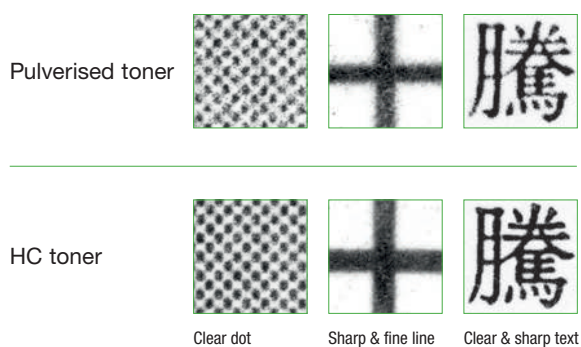 Pulverised toner
騰
HC toner
騰
Clear dot
Sharp & fine line
Clear & sharp text